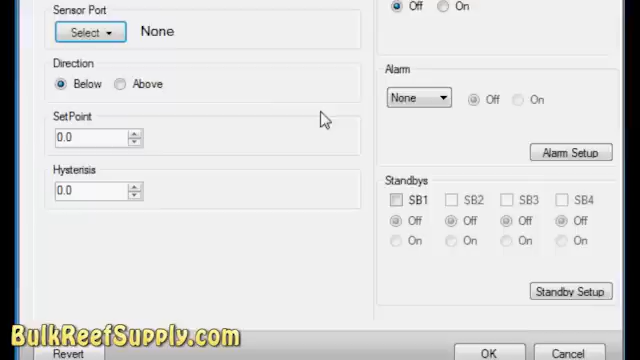 Sensor Port
Select
None
Direction
Below
Above
SetPoint
0.0
Hysterisis
0.0
Off
On
Alarm
None
Off
On
Alarm Setup
Standbys
SB1
SB2
SB3
SB4
Off
Off
Off
Off
On
On
On
On
Standby Setup
BulkReefSupply.com
Revert
OK
Cancel